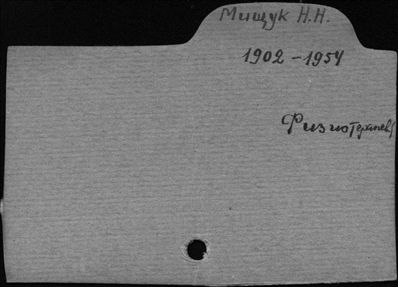 Мищук Н.Н.
1902-1954
Физиотерапевт